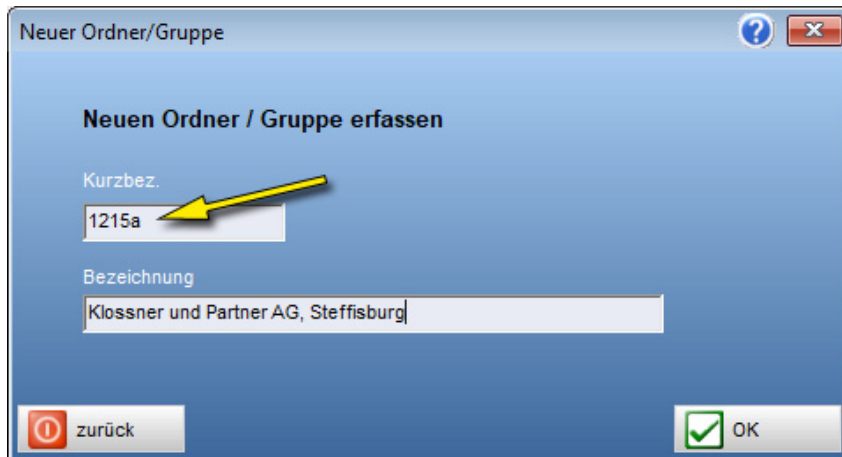 Neuer Ordner/Gruppe
Neuen Ordner / Gruppe erfassen
Kurzbez.
1215a
Bezeichnung
Klossner und Partner AG, Steffisburg
zurück
OK